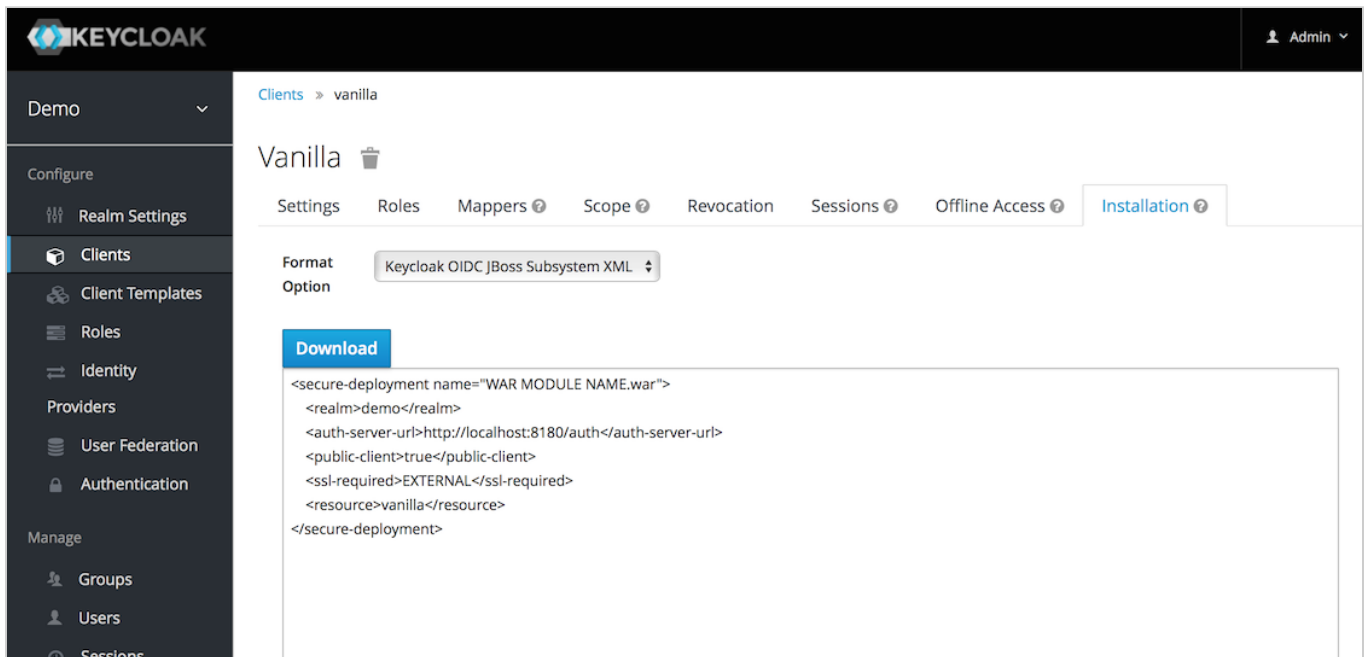 KEYCLOAK
Admin
Demo
Clients » vanilla
Vanilla
Configure
Realm Settings
Clients
Client Templates
Roles
Identity
Providers
User Federation
Authentication
Manage
Groups
Users
Sessions
Settings Roles Mappers Scope Revocation Sessions Offline Access Installation
Format
Option
Keycloak OIDC JBoss Subsystem XML
Download
<secure-deployment name="WAR MODULE NAME.war">
<realm>demo</realm>
<auth-server-url>http://localhost:8180/auth</auth-server-url>
<public-client>true</public-client>
<ssl-required>EXTERNAL</ssl-required>
<resource>vanilla</resource>
</secure-deployment>